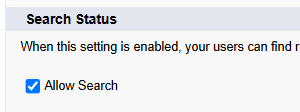 Search Status
When this setting is enabled, your users can find
Allow Search